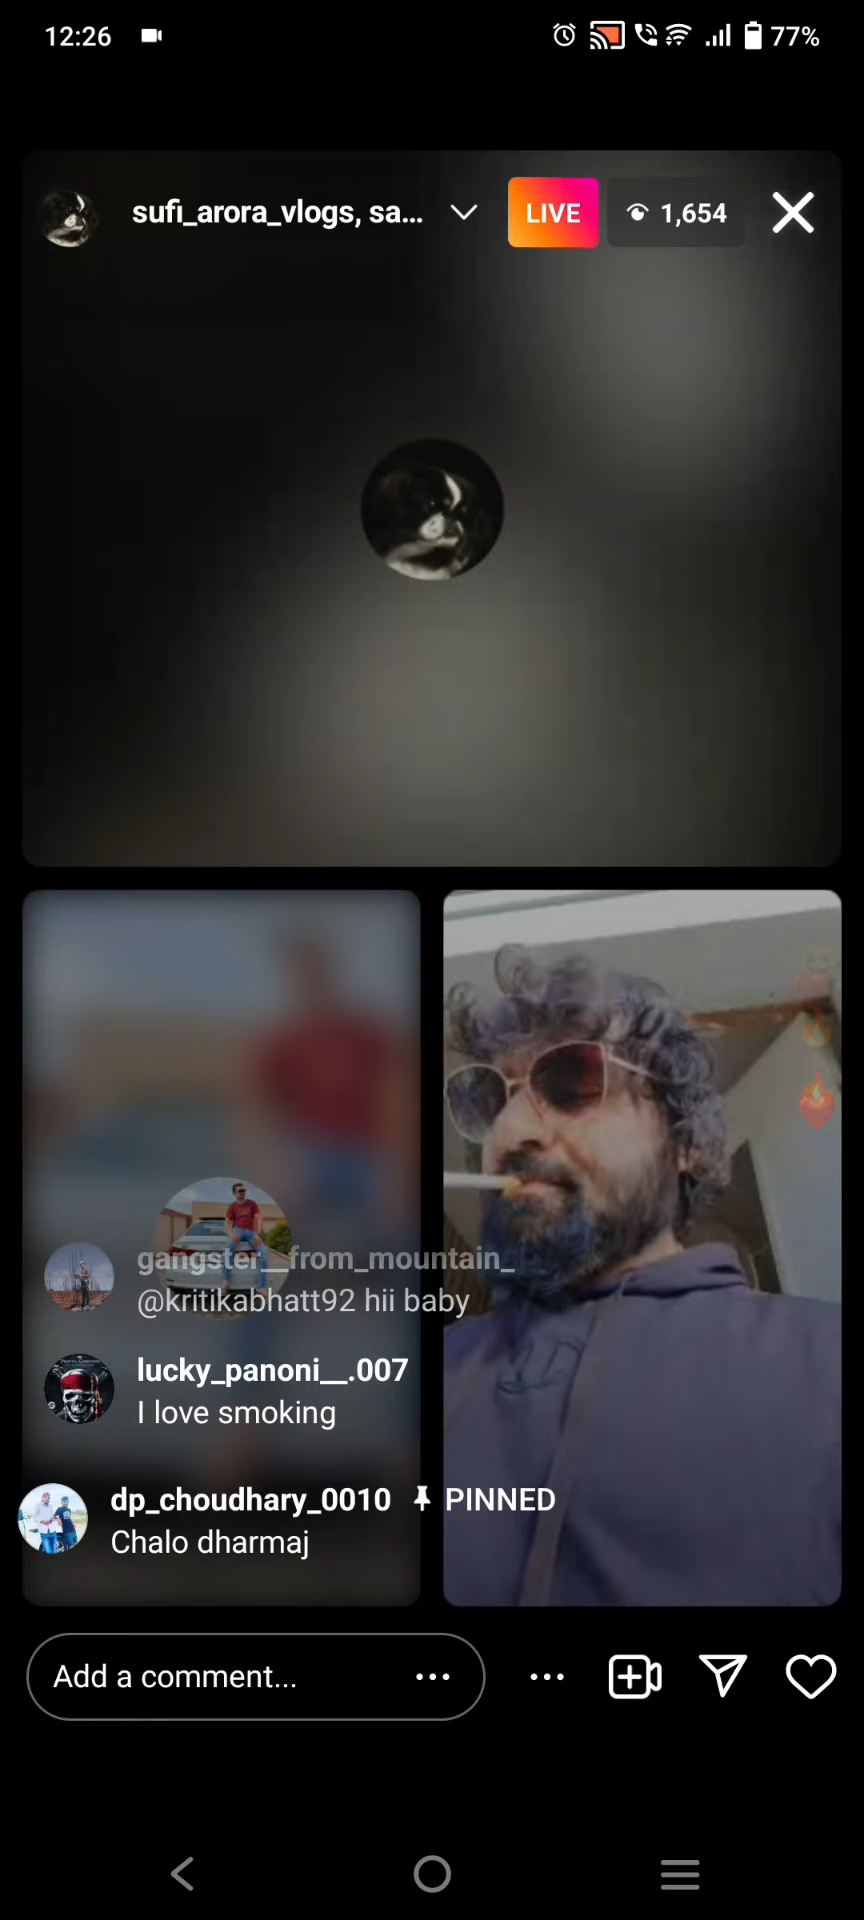 12:26
77%
sufi_arora_vlogs, sa...
LIVE
1,654
gangster__from_mountain_
@kritikabhatt92 hii baby
lucky_panoni__.007
I love smoking
dp_choudhary_0010 PINNED
Chalo dharmaj
Add a comment...